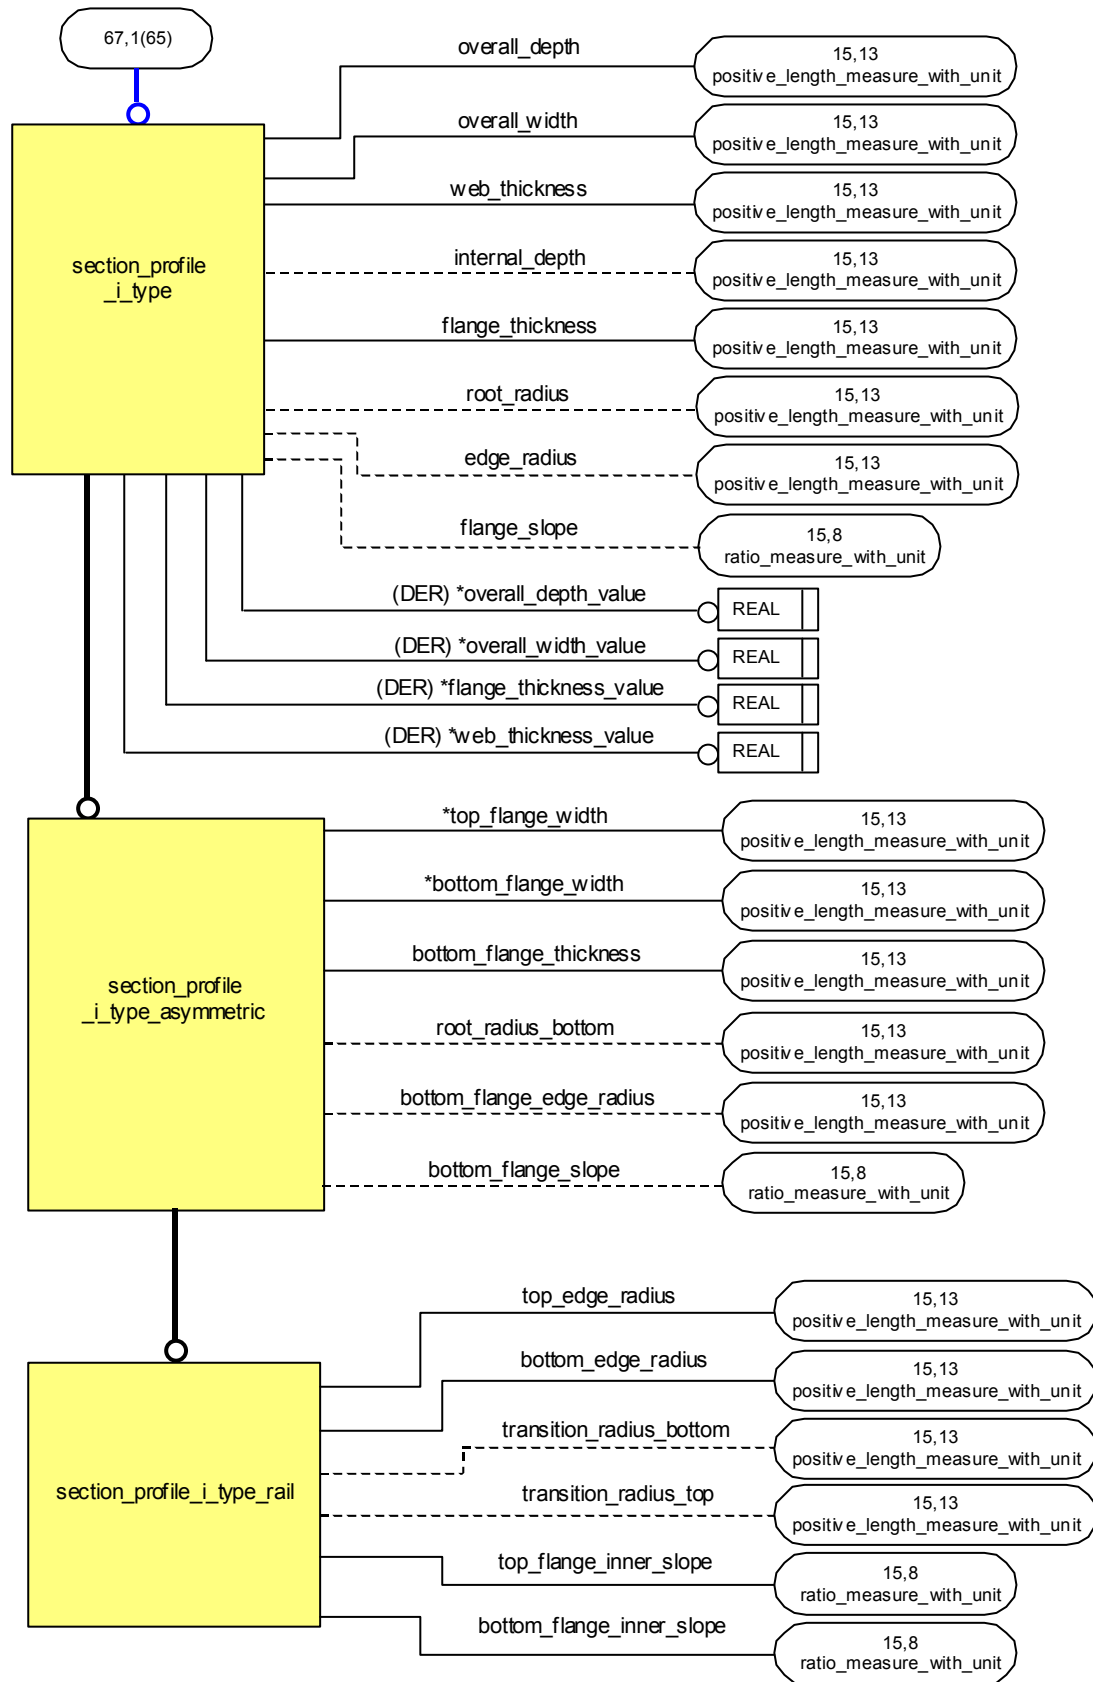 67,1(65)
overall_depth
15,13
positive_length_measure_with_unit
overall_width
15,13
positive_length_measure_with_unit
web_thickness
15,13
positive_length_measure_with_unit
section_profile
_i_type
internal_depth
15,13
positive_length_measure_with_unit
flange_thickness
15,13
positive_length_measure_with_unit
root_radius
15,13
positive_length_measure_with_unit
edge_radius
15,13
positive_length_measure_with_unit
flange_slope
15,8
ratio_measure_with_unit
(DER) *overall_depth_value
REAL
(DER) *overall_width_value
REAL
(DER) *flange_thickness_value
REAL
(DER) *web_thickness_value
REAL
*top_flange_width
15,13
positive_length_measure_with_unit
*bottom_flange_width
15,13
positive_length_measure_with_unit
bottom_flange_thickness
15,13
positive_length_measure_with_unit
section_profile
_i_type_asymmetric
root_radius_bottom
15,13
positive_length_measure_with_unit
bottom_flange_edge_radius
15,13
positive_length_measure_with_unit
bottom_flange_slope
15,8
ratio_measure_with_unit
top_edge_radius
15,13
positive_length_measure_with_unit
bottom_edge_radius
15,13
positive_length_measure_with_unit
transition_radius_bottom
15,13
positive_length_measure_with_unit
section_profile_i_type_rail
transition_radius_top
15,13
positive_length_measure_with_unit
top_flange_inner_slope
15,8
ratio_measure_with_unit
bottom_flange_inner_slope
15,8
ratio_measure_with_unit